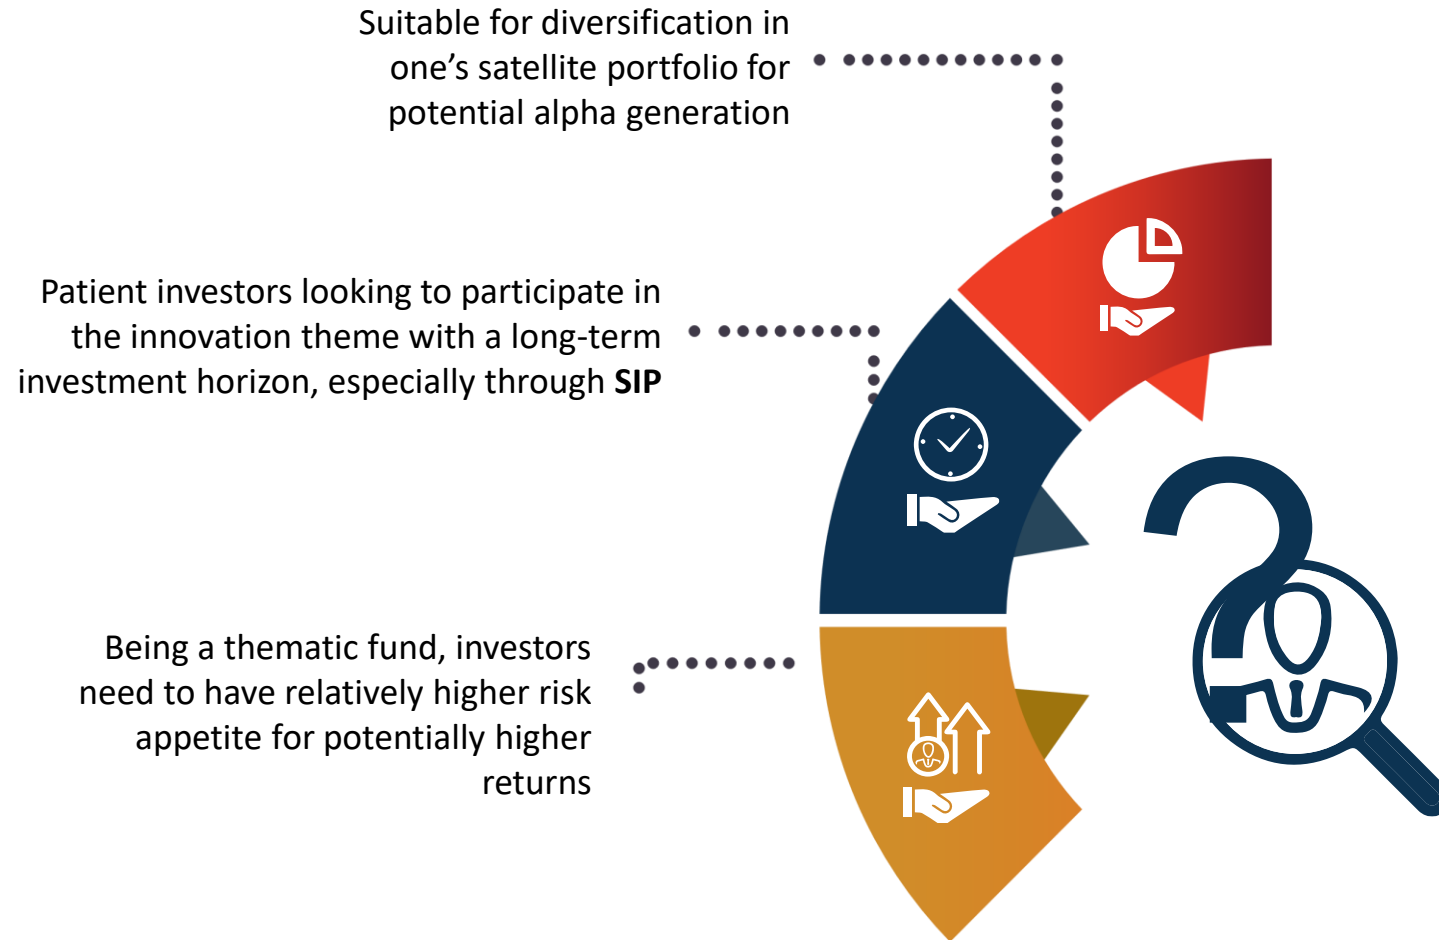 Suitable for diversification in
one’s satellite portfolio for
potential alpha generation
Patient investors looking to participate in
the innovation theme with a long-term
investment horizon, especially through SIP
Being a thematic fund, investors
need to have relatively higher risk
appetite for potentially higher
returns
?